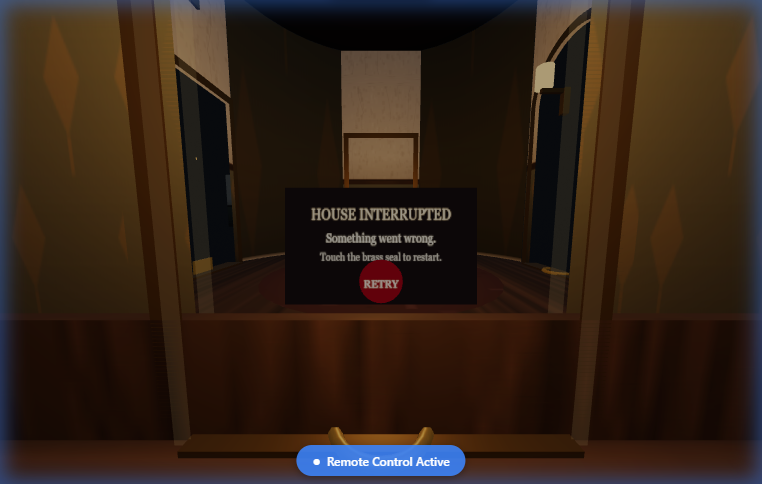 HOUSE INTERRUPTED
Something went wrong.
Touch the brass seal to restart.
RETRY
Remote Control Active